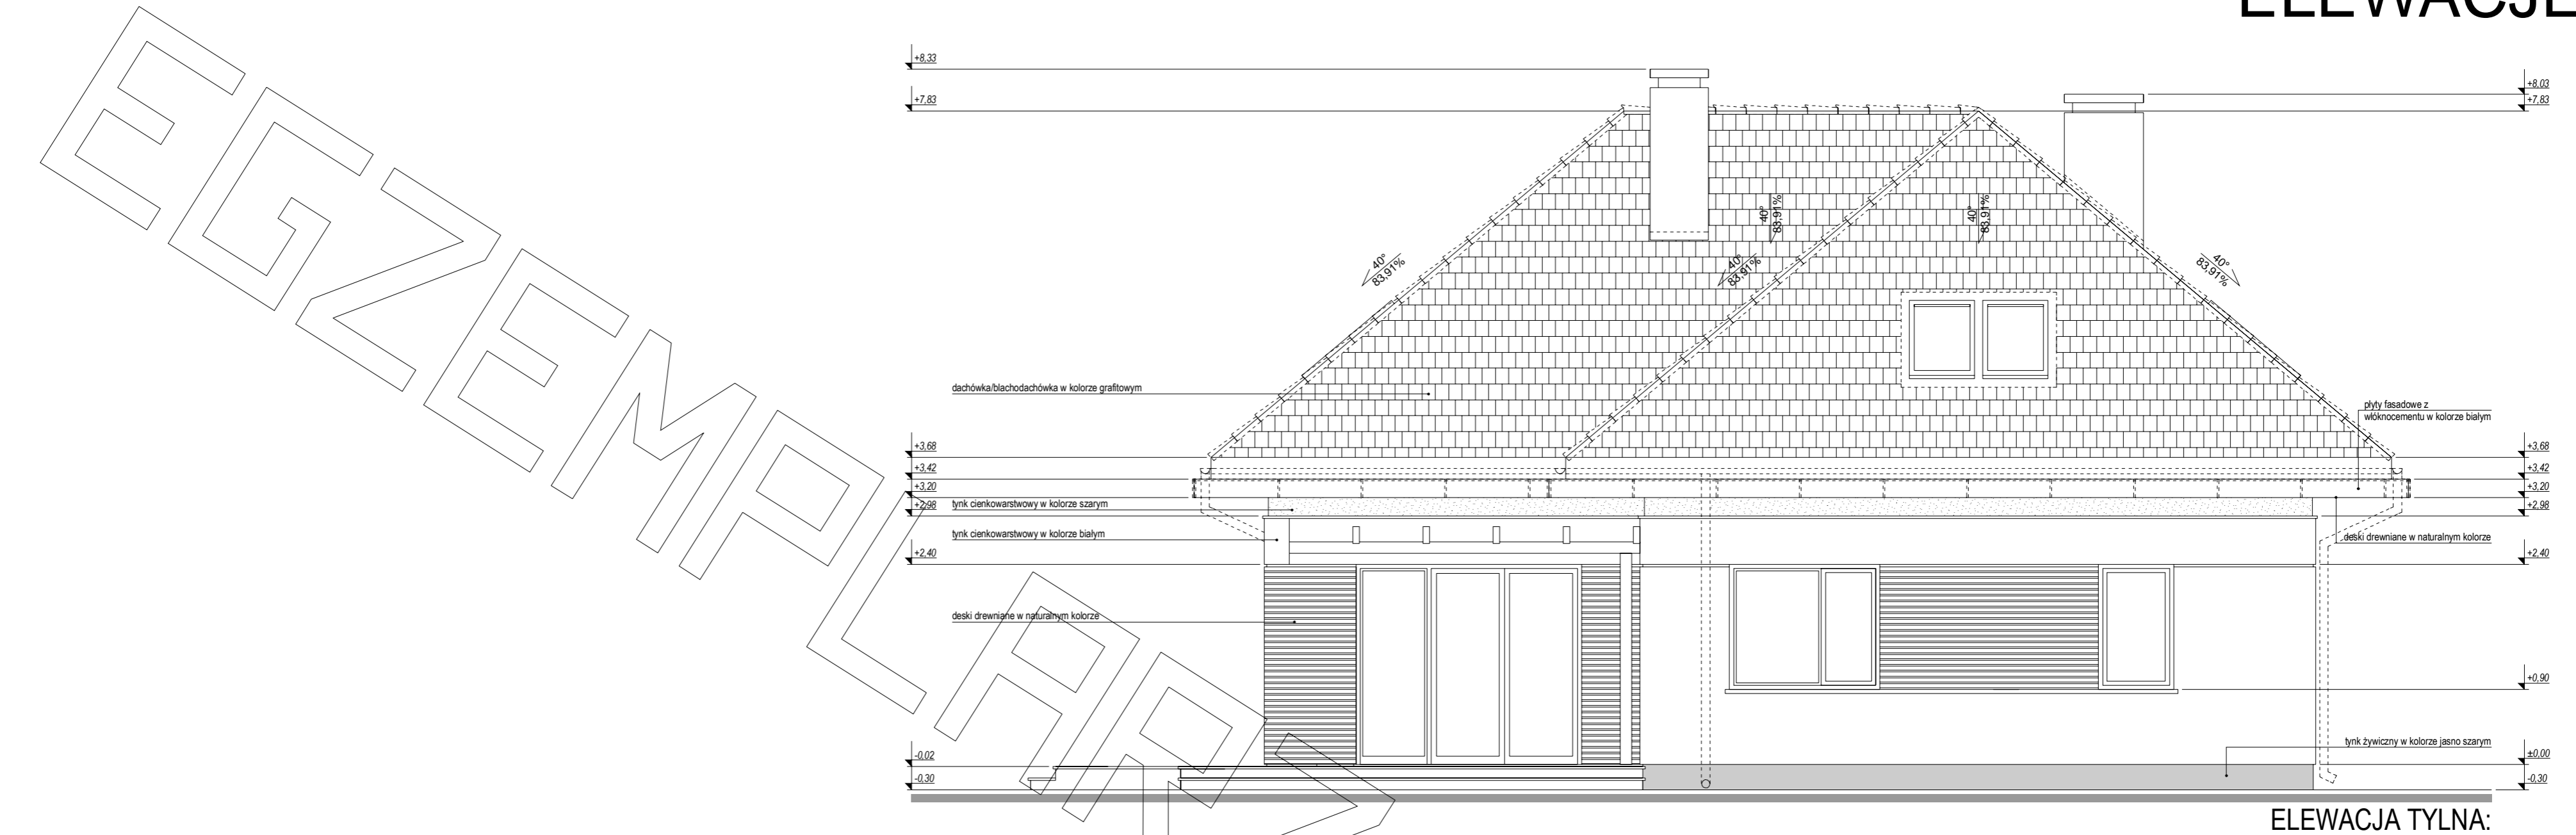 ELEWACJE
EGZEMPLARZ
+8,33
+7,83
+8,03
+7,83
40°
83,91%
40°
83,91%
40°
83,91%
40°
83,91%
40°
83,91%
dachówka/blachodachówka w kolorze grafitowym
płyty fasadowe z
włóknocementu w kolorze białym
+3,68
+3,42
+3,20
+2,98
tynk cienkowarstwowy w kolorze szarym
tynk cienkowarstwowy w kolorze białym
+2,40
deski drewniane w naturalnym kolorze
-0,02
-0,30
+3,68
+3,42
+3,20
+2,98
deski drewniane w naturalnym kolorze
+2,40
+0,90
tynk żywiczny w kolorze jasno szarym
±0,00
-0,30
ELEWACJA TYLNA: